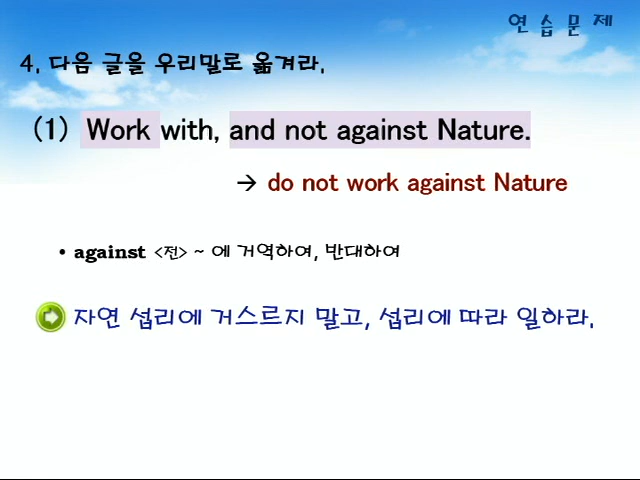 연 습 문 제
4. 다음 글을 우리말로 옮겨라.
(1) Work with, and not against Nature.
→ do not work against Nature
• against <전> ~ 에 거역하여, 반대하여
자연 섭리에 거스르지 말고, 섭리에 따라 일하라.